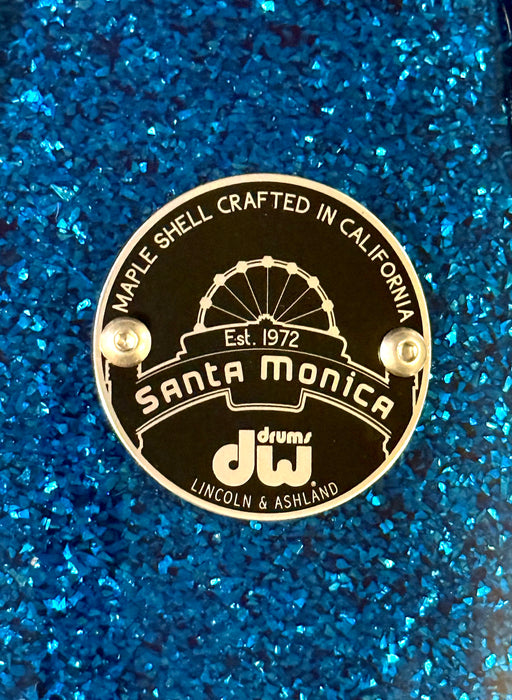 MAPLE SHELL CRAFTED IN CALIFORNIA
Est. 1972
Santa Monica
drums
dw
LINCOLN & ASHLAND